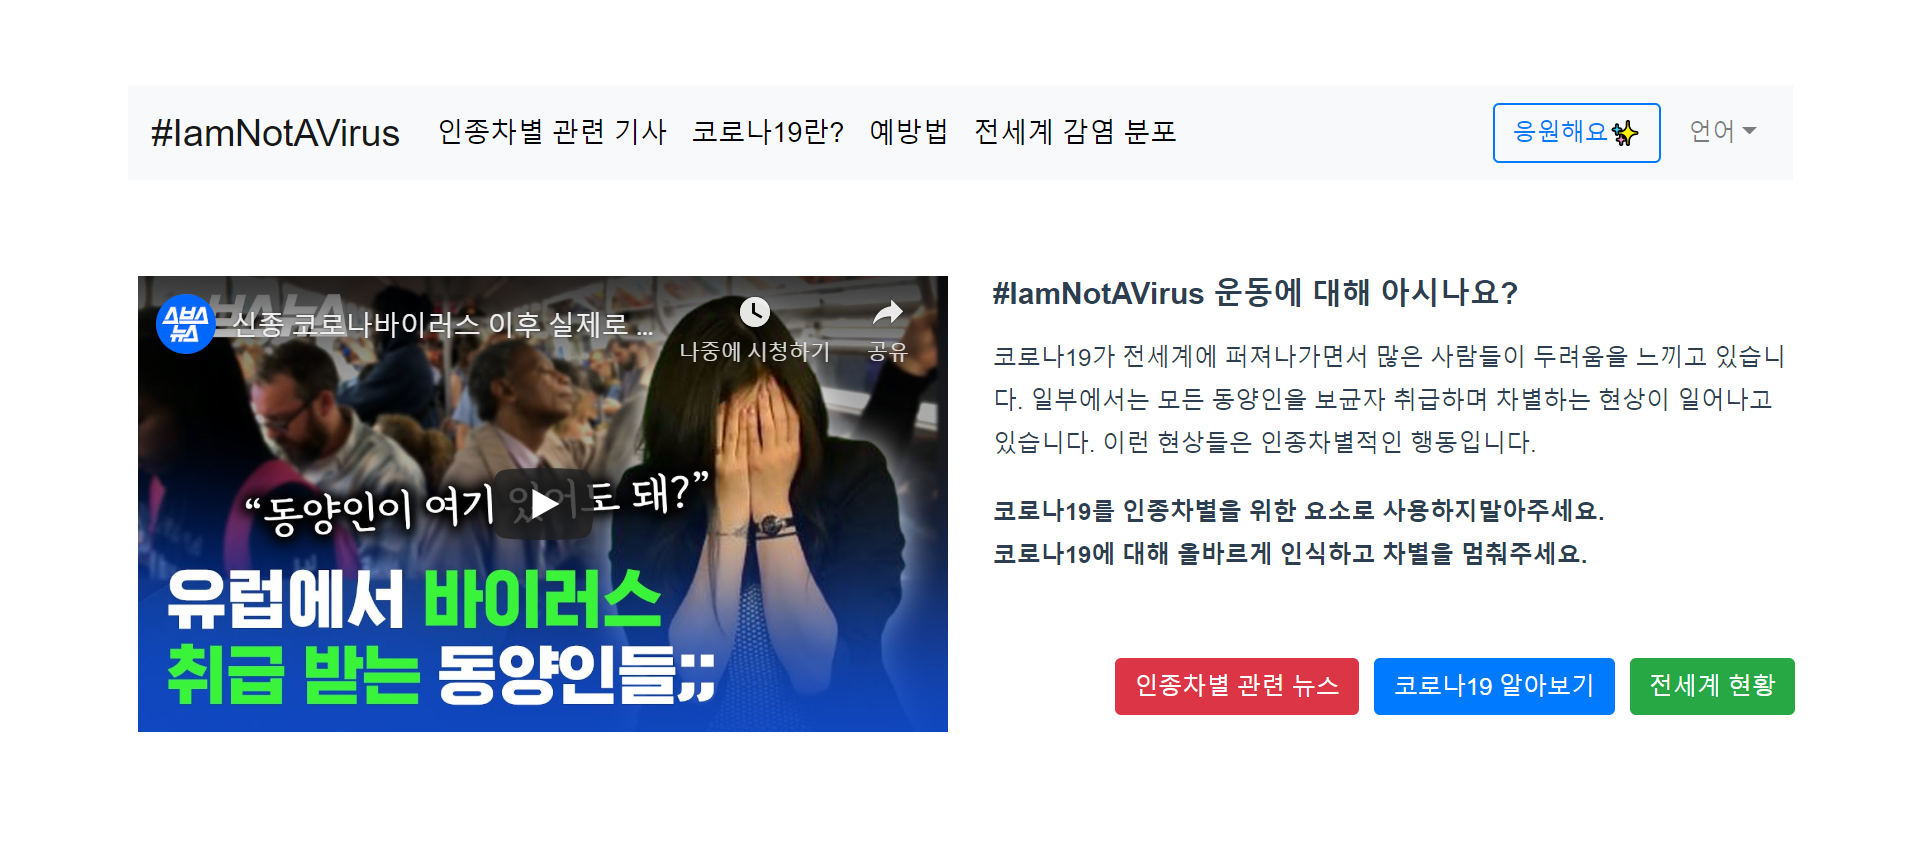 #IamNotAVirus 인종차별 관련 기사 코로나19란? 예방법 전세계 감염 분포 응원해요✨ 언어
스브스뉴스
신종 코로나바이러스 이후 실제로 ...
나중에 시청하기 공유
“동양인이 여기 있어도 돼?”
유럽에서 바이러스
취급 받는 동양인들;;
#IamNotAVirus 운동에 대해 아시나요?
코로나19가 전세계에 퍼져나가면서 많은 사람들이 두려움을 느끼고 있습니
다. 일부에서는 모든 동양인을 보균자 취급하며 차별하는 현상이 일어나고
있습니다. 이런 현상들은 인종차별적인 행동입니다.
코로나19를 인종차별을 위한 요소로 사용하지말아주세요.
코로나19에 대해 올바르게 인식하고 차별을 멈춰주세요.
인종차별 관련 뉴스 코로나19 알아보기 전세계 현황